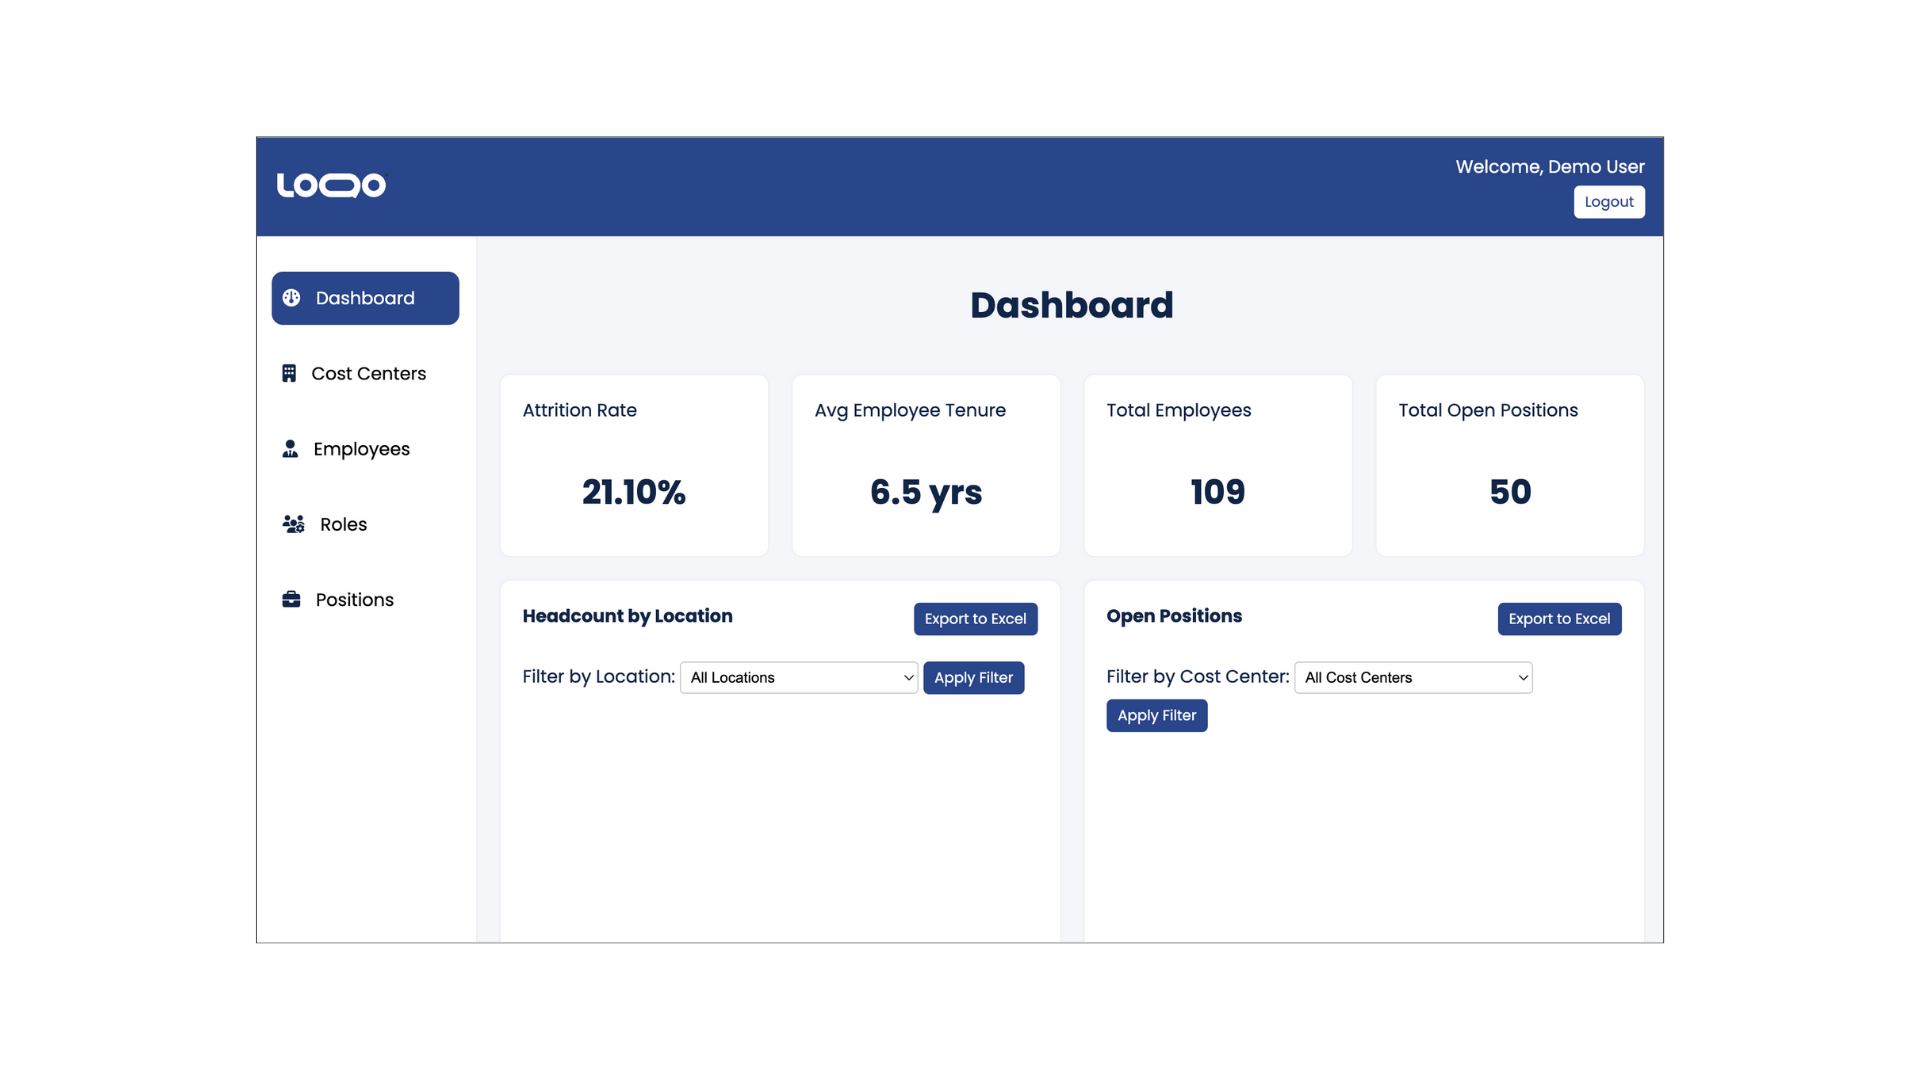 LOQO
Welcome, Demo User
Logout
Dashboard
Cost Centers
Employees
Roles
Positions
Dashboard
Attrition Rate
21.10%
Avg Employee Tenure
6.5 yrs
Total Employees
109
Total Open Positions
50
Headcount by Location
Export to Excel
Filter by Location: All Locations Apply Filter
Open Positions
Export to Excel
Filter by Cost Center: All Cost Centers
Apply Filter